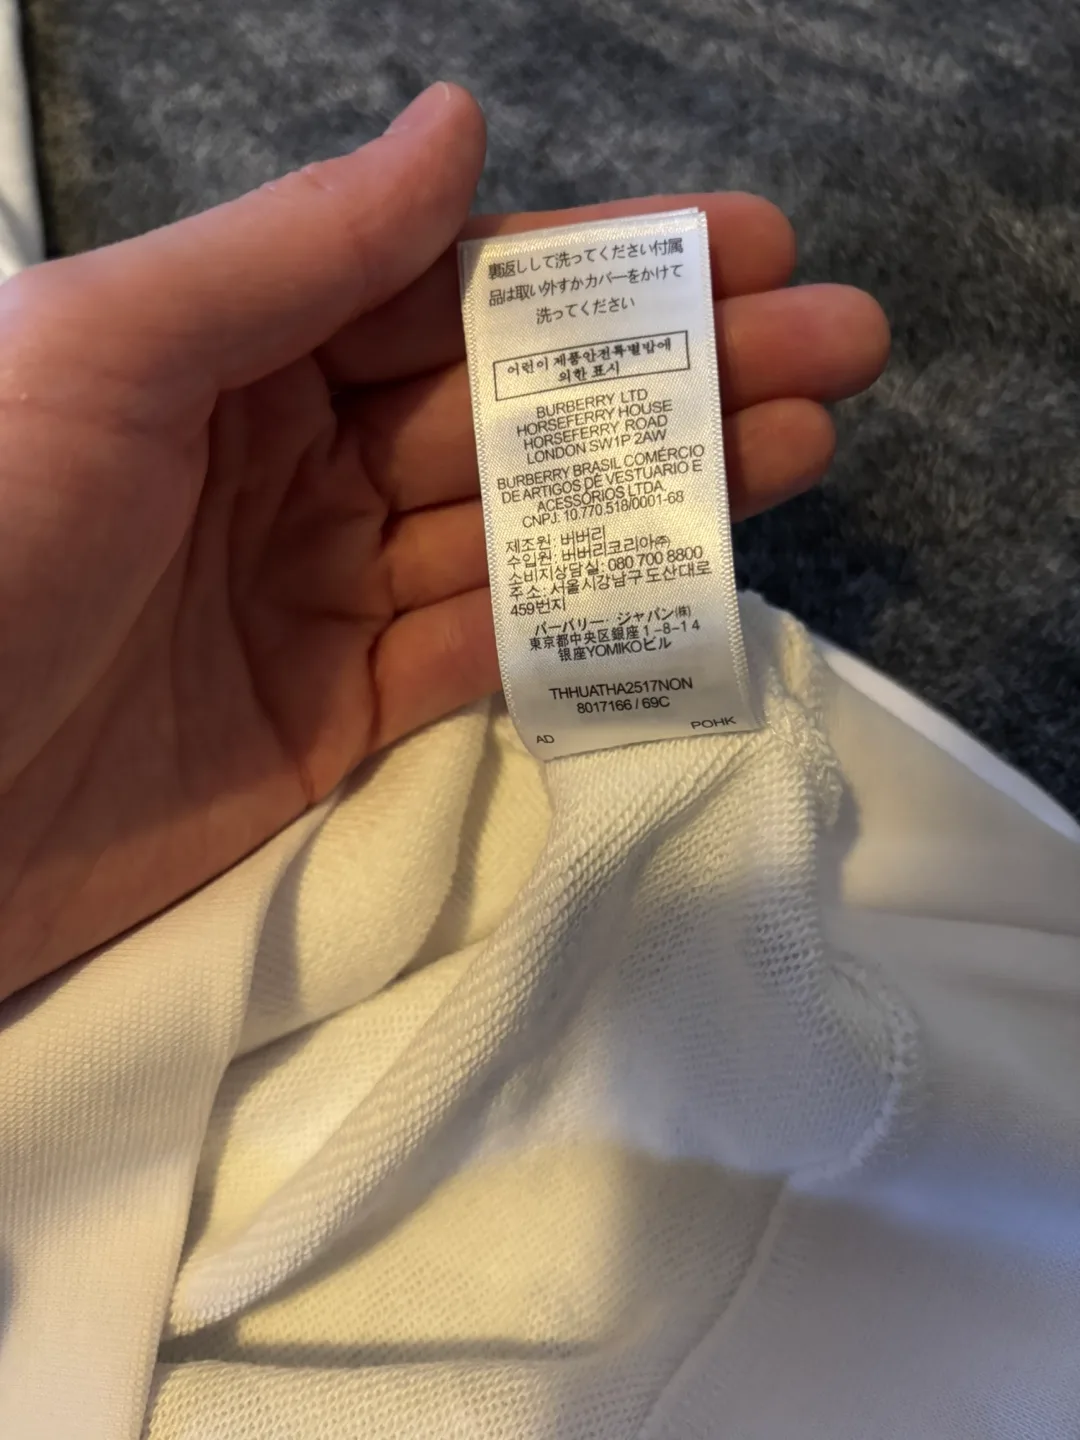 裏返しして洗ってください付属
品は取い外すかカバーをかけて
洗ってください
어린이 제품안전특별법에
의한 표시
BURBERRY LTD
HORSEFERRY HOUSE
HORSEFERRY ROAD
LONDON SW1P 2AW
BURBERRY BRASIL COMÉRCIO
DE ARTIGOS DE VESTUARIO E
ACESSÓRIOS LTDA.
CNPJ: 10.770.518/0001-68
제조원: 버버리
수입원: 버버리코리아㈜
소비자상담실: 080 700 8800
주소: 서울시강남구도산대로
459번지
バーバリー・ジャパン㈱
東京都中央区銀座1-8-14
銀座YOMIKOビル
THHUATHA2517NON
8017166 / 69C
AD
POHK